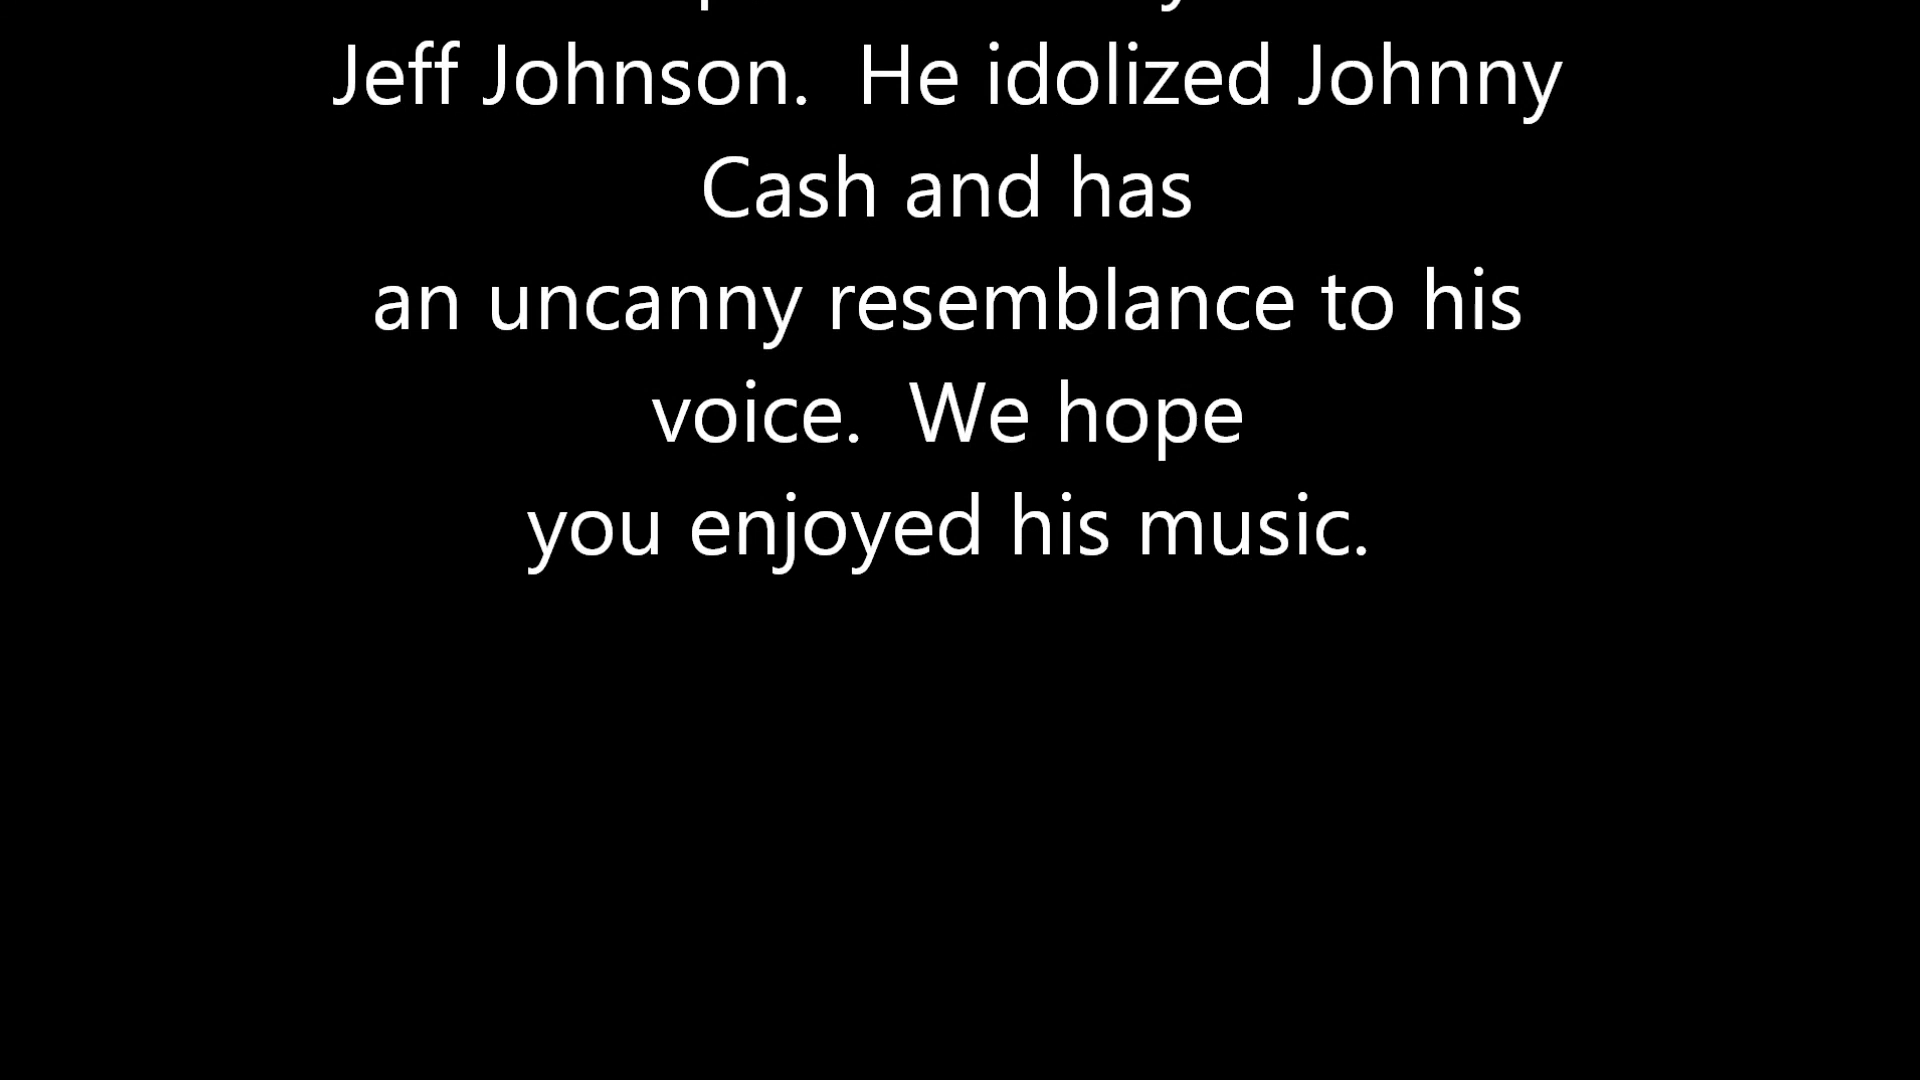 Jeff Johnson.  He idolized Johnny
Cash and has
an uncanny resemblance to his
voice.  We hope
you enjoyed his music.